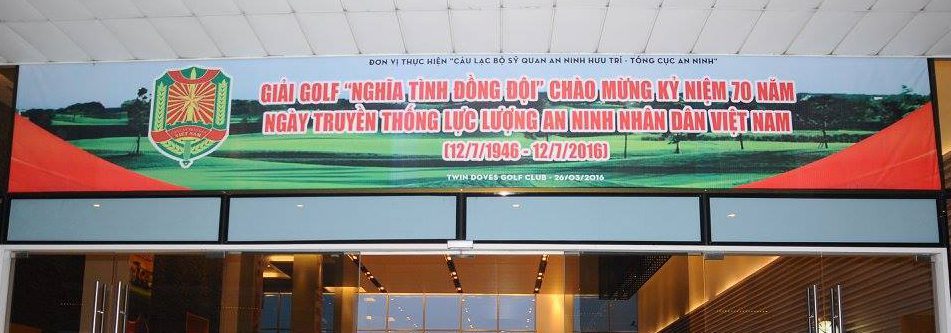 ĐƠN VỊ THỰC HIỆN "CÂU LẠC BỘ SỸ QUAN AN NINH HƯU TRÍ - TỔNG CỤC AN NINH"
GIẢI GOLF "NGHĨA TÌNH ĐỒNG ĐỘI" CHÀO MỪNG KỶ NIỆM 70 NĂM
NGÀY TRUYỀN THỐNG LỰC LƯỢNG AN NINH NHÂN DÂN VIỆT NAM
(12/7/1946 - 12/7/2016)
TWIN DOVES GOLF CLUB - 26/03/2016
VIỆT NAM